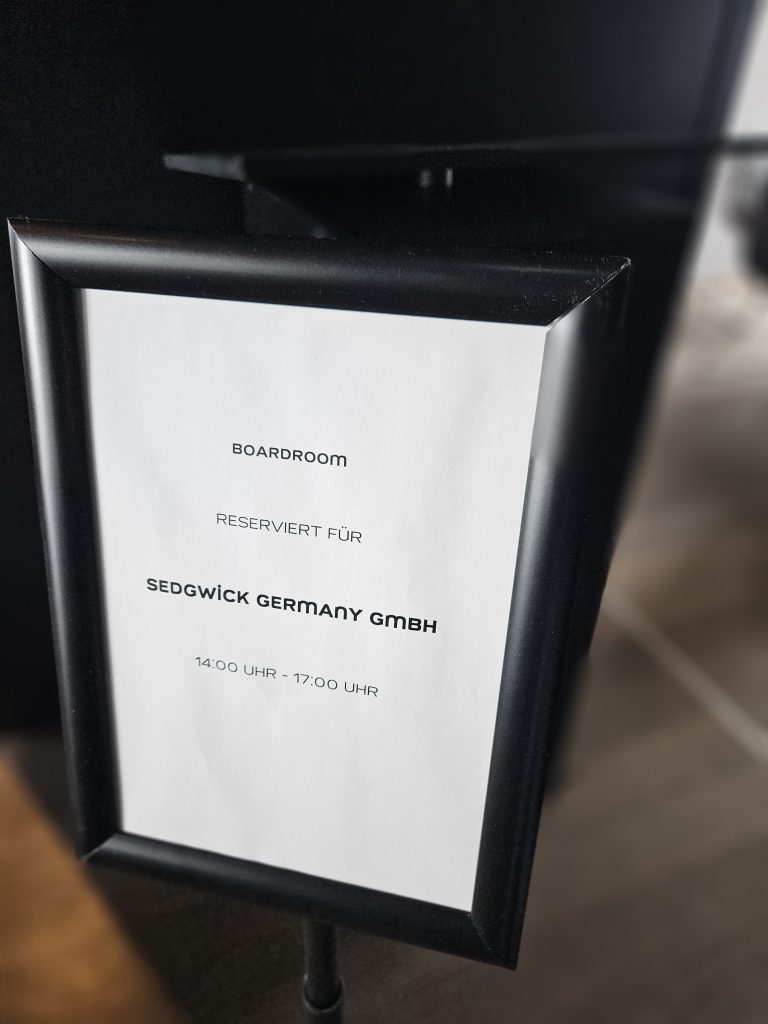 BOARDROOM
RESERVIERT FÜR
SEDGWICK GERMANY GMBH
14:00 UHR - 17:00 UHR